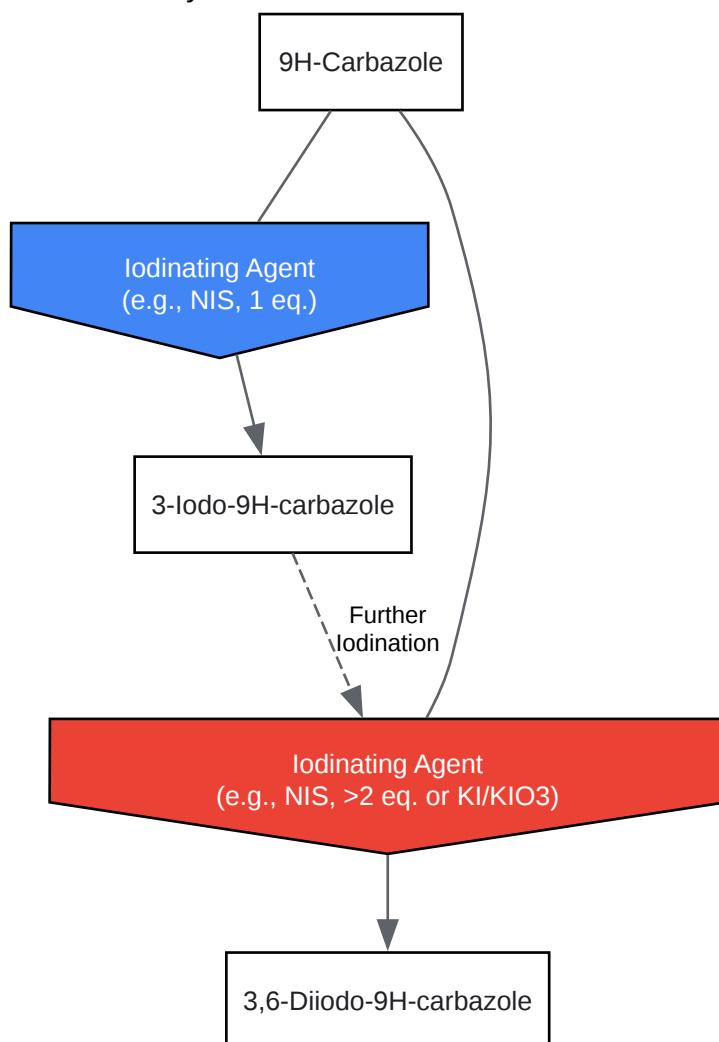 9H-Carbazole
Iodinating Agent
(e.g., NIS, 1 eq.)
3-Iodo-9H-carbazole
Further
Iodination
Iodinating Agent
(e.g., NIS, >2 eq. or KI/KIO3)
3,6-Diiodo-9H-carbazole